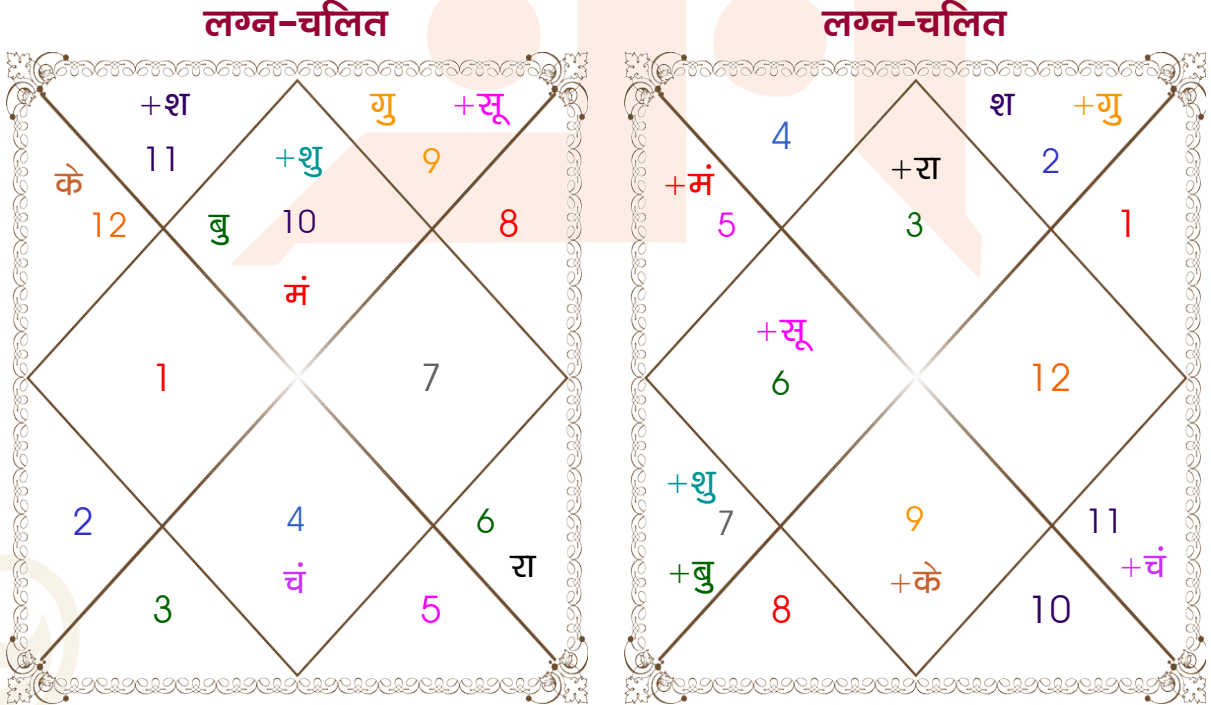 लग्न-चलित
+श गु +सू
11 +शु 9
के
12 बु 10 8
मं
1 7
2 4 6
चं रा
3 5
लग्न-चलित
4 श +गु
+रा 2
+मं
5 3 1
+सू
6 12
+शु
7 9 11
+बु +के +चं
8 10